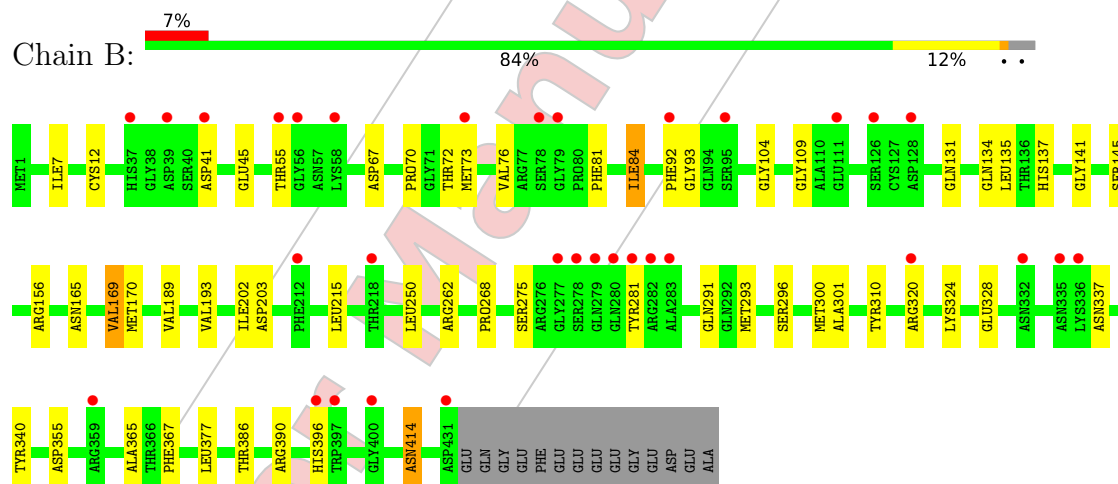 7%
Chain B:
84% 12% • •
MET1 ILE7 CYS12 HIS37 GLY38 ASP39 SER40 ASP41 GLU45 THR55 GLY56 ASN57 LYS58 ASP67 PRO70 GLY71 THR72 MET73 VAL76 ARG77 SER78 GLY79 PRO80 PHE81 ILE84 PHE92 GLY93 GLN94 SER95 GLY104 GLY109 ALA110 GLU111 SER126 CYS127 ASP128 GLN131 GLN134 LEU135 THR136 HIS137 GLY141 SER145
ARG156 ASN165 VAL169 MET170 VAL189 VAL193 ILE202 ASP203 PHE212 LEU215 THR218 LEU250 ARG262 PRO268 SER275 ARG276 GLY277 SER278 GLN279 GLN280 TYR281 ARG282 ALA283 GLN291 GLN292 MET293 SER296 MET300 ALA301 TYR310 ARG320 LYS324 GLU328 ASN332 ASN335 LYS336 ASN337
TYR340 ASP355 ARG359 ALA365 THR366 PHE367 LEU377 THR386 ARG390 HIS396 TRP397 GLY400 ASN414 ASP431 GLU GLN GLY GLU PHE GLU GLU GLU GLU GLY GLU ASP GLU ALA